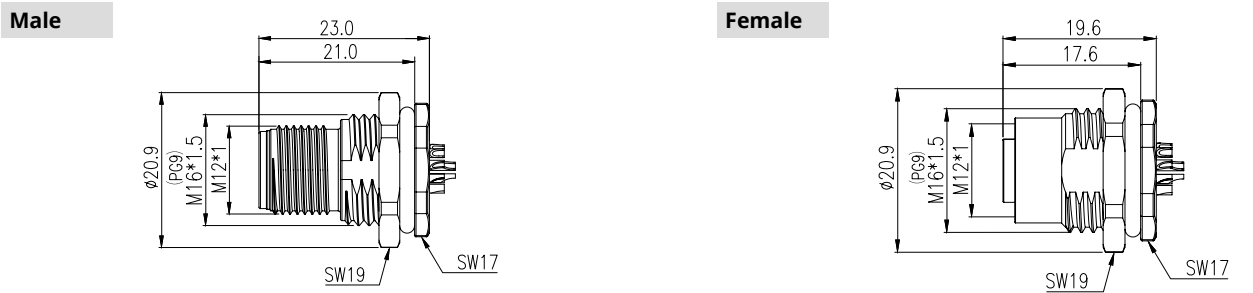 Male
23.0
21.0
ø20.9
(PG9)
M16*1.5
M12*1
SW19
SW17
Female
19.6
17.6
ø20.9
(PG9)
M16*1.5
M12*1
SW19
SW17